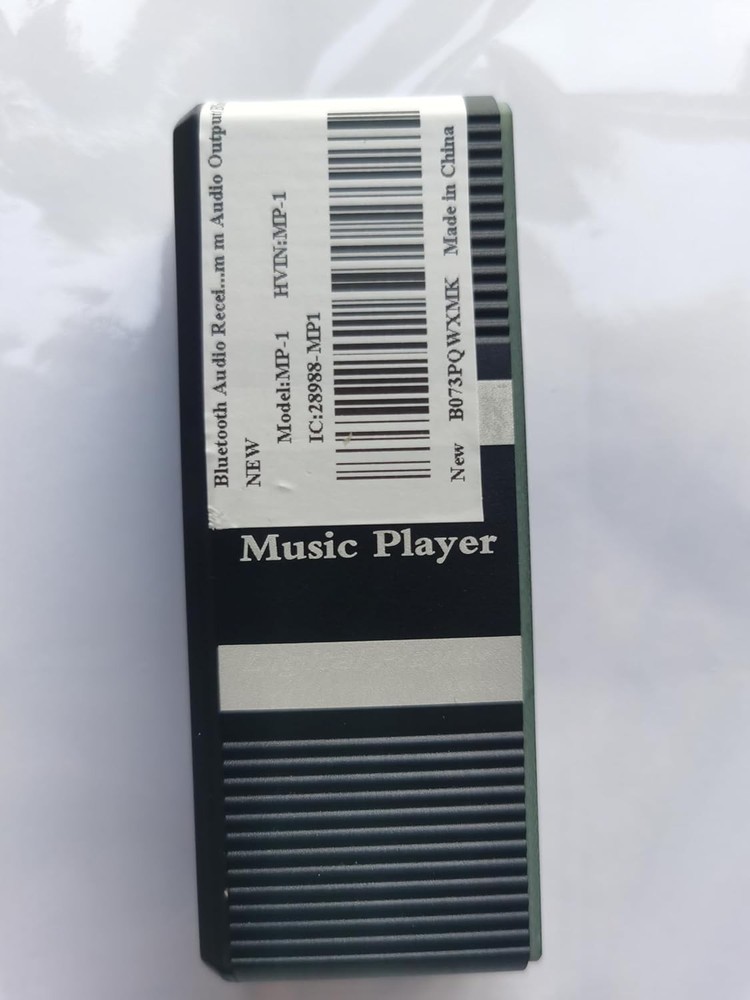 Bluetooth Audio Recei...m m Audio Output
NEW
Model:MP-1 HVIN:MP-1
IC:28988-MP1
New B073PQWXMK Made in China
Music Player